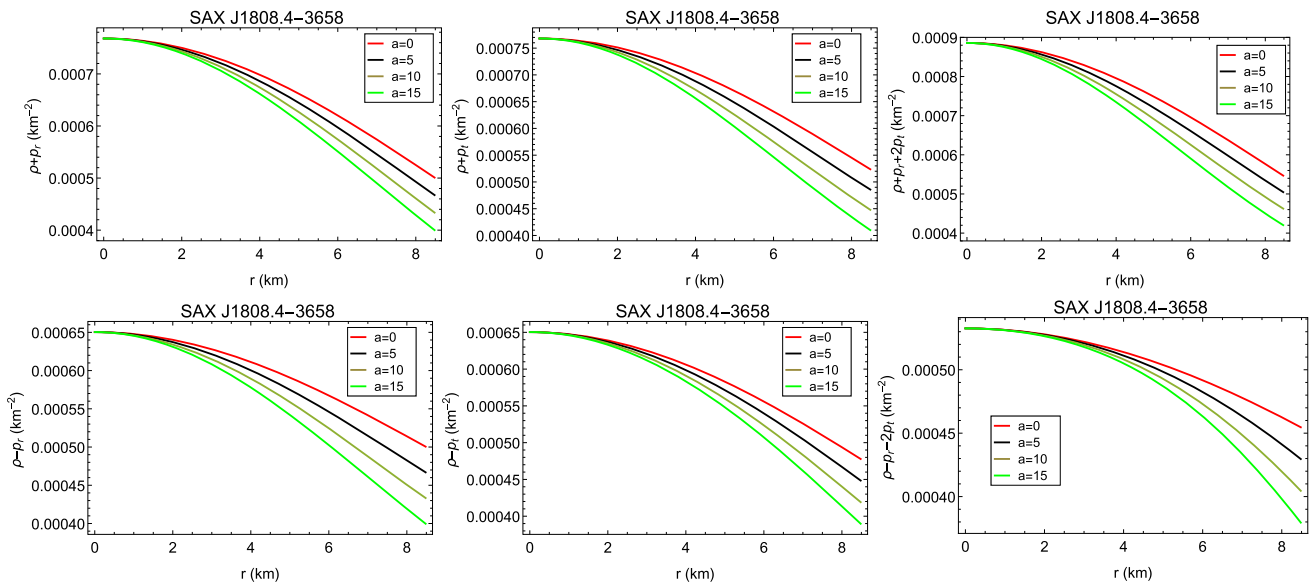 SAX J1808.4−3658
ρ+pᵣ (km⁻²)
0.0007
0.0006
0.0005
0.0004
a=0
a=5
a=10
a=15
0 2 4 6 8
r (km)
SAX J1808.4−3658
ρ+pₜ (km⁻²)
0.00075
0.00070
0.00065
0.00060
0.00055
0.00050
0.00045
0.00040
a=0
a=5
a=10
a=15
0 2 4 6 8
r (km)
SAX J1808.4−3658
ρ+pᵣ+2pₜ (km⁻²)
0.0009
0.0008
0.0007
0.0006
0.0005
0.0004
a=0
a=5
a=10
a=15
0 2 4 6 8
r (km)
SAX J1808.4−3658
ρ−pᵣ (km⁻²)
0.00065
0.00060
0.00055
0.00050
0.00045
0.00040
a=0
a=5
a=10
a=15
0 2 4 6 8
r (km)
SAX J1808.4−3658
ρ−pₜ (km⁻²)
0.00065
0.00060
0.00055
0.00050
0.00045
0.00040
a=0
a=5
a=10
a=15
0 2 4 6 8
r (km)
SAX J1808.4−3658
ρ−pᵣ−2pₜ (km⁻²)
0.00050
0.00045
0.00040
a=0
a=5
a=10
a=15
0 2 4 6 8
r (km)